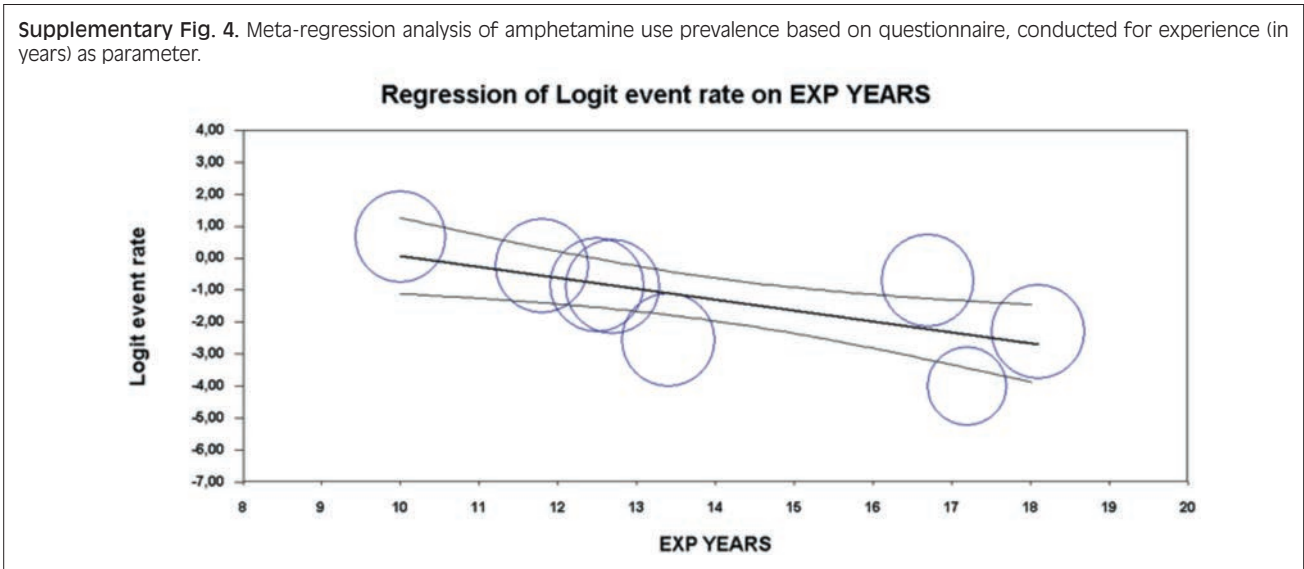 Supplementary Fig. 4. Meta-regression analysis of amphetamine use prevalence based on questionnaire, conducted for experience (in
years) as parameter.
Regression of Logit event rate on EXP YEARS
4,00
3,00
2,00
1,00
0,00
-1,00
-2,00
-3,00
-4,00
-5,00
-6,00
-7,00
Logit event rate
8 9 10 11 12 13 14 15 16 17 18 19 20
EXP YEARS